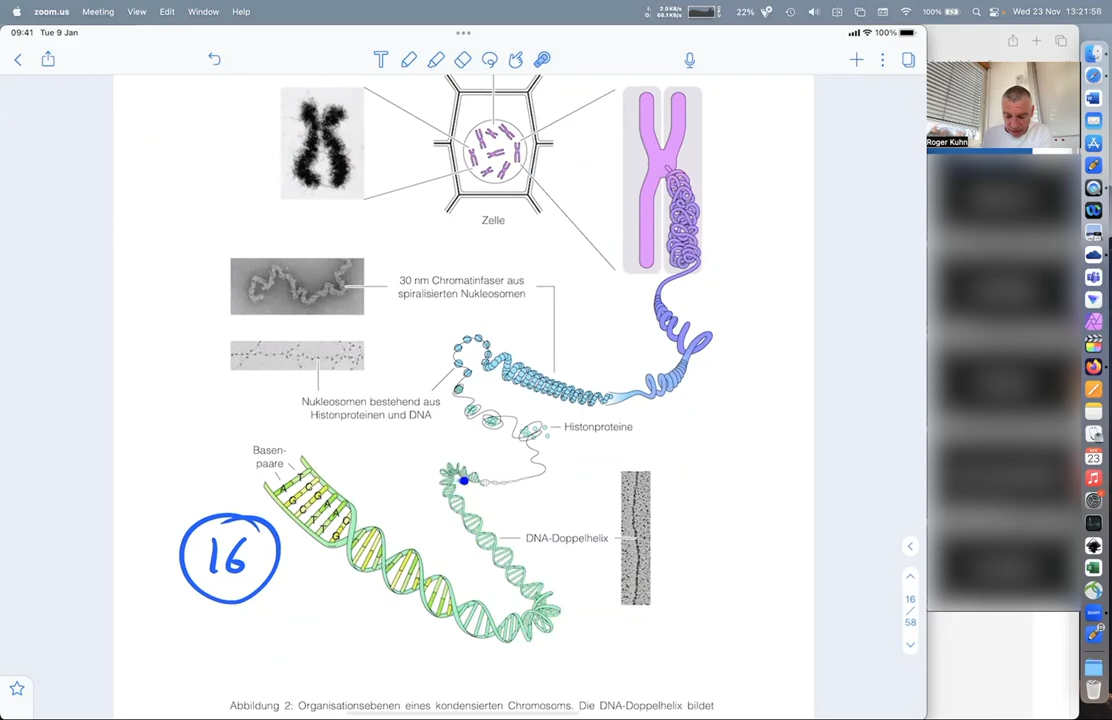 zoom.us Meeting View Edit Window Help
22% 100% Wed 23 Nov 13:21:56
09:41 Tue 9 Jan 100%
Roger Kuhn
Zelle
30 nm Chromatinfaser aus
spiralisierten Nukleosomen
Nukleosomen bestehend aus
Histonproteinen und DNA
Histonproteine
Basen-
paare
A T
G C
C G
T A
T A
G C
16
DNA-Doppelhelix
16
/
58
Abbildung 2: Organisationsebenen eines kondensierten Chromosoms. Die DNA-Doppelhelix bildet